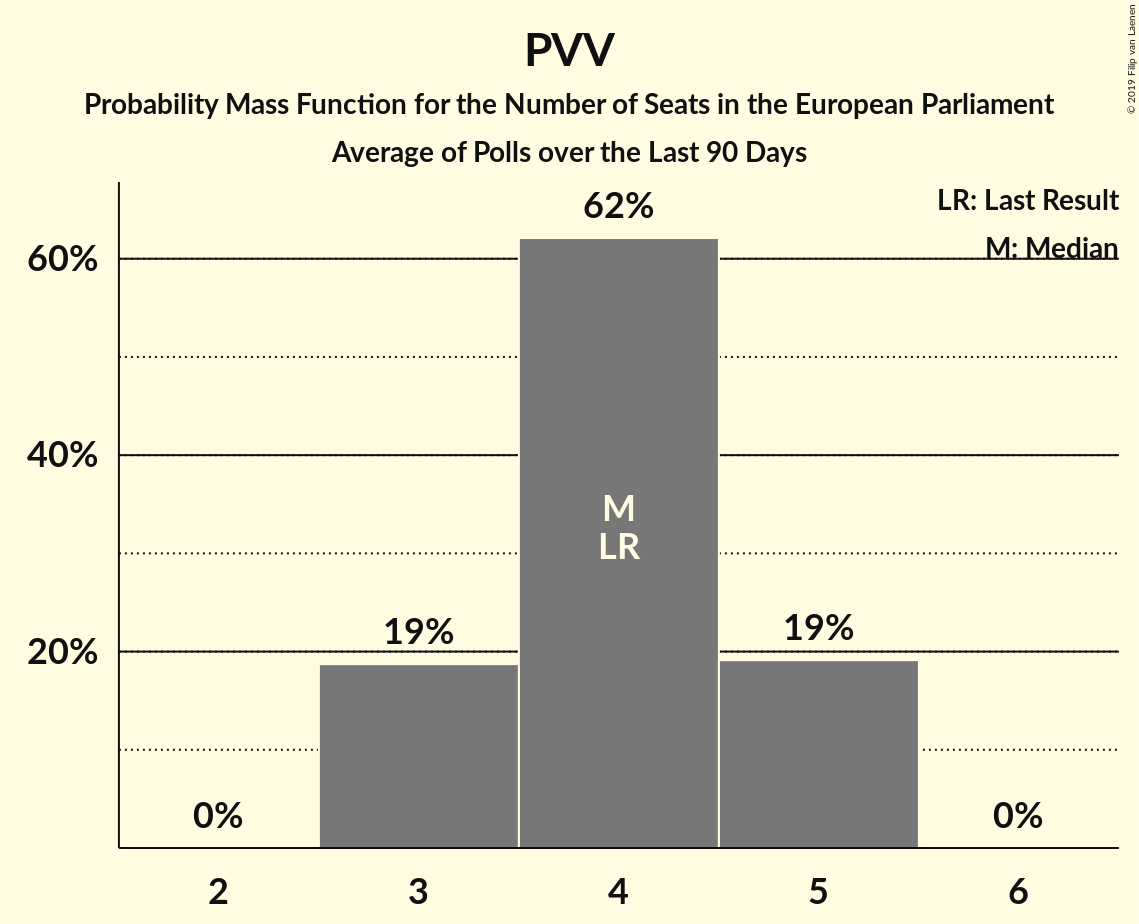 PVV
Probability Mass Function for the Number of Seats in the European Parliament
Average of Polls over the Last 90 Days
© 2019 Filip van Laenen
LR: Last Result
M: Median
62%
60%
40%
M
LR
19%
19%
20%
0%
0%
2 3 4 5 6